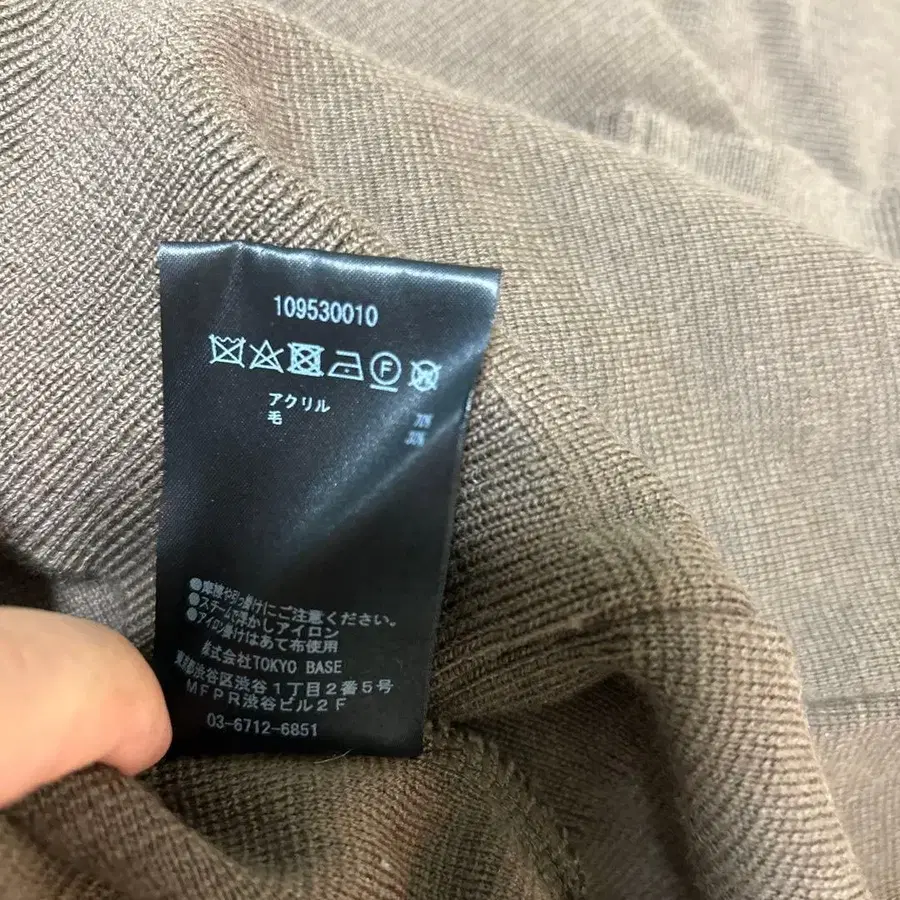 109530010
F
アクリル 70%
毛 30%
●摩擦や引っ掛けにご注意ください。
●スチームで浮かしアイロン
●アイロン掛けはあて布使用
株式会社TOKYO BASE
東京都渋谷区渋谷1丁目2番5号
MFPR渋谷ビル2F
03-6712-6851